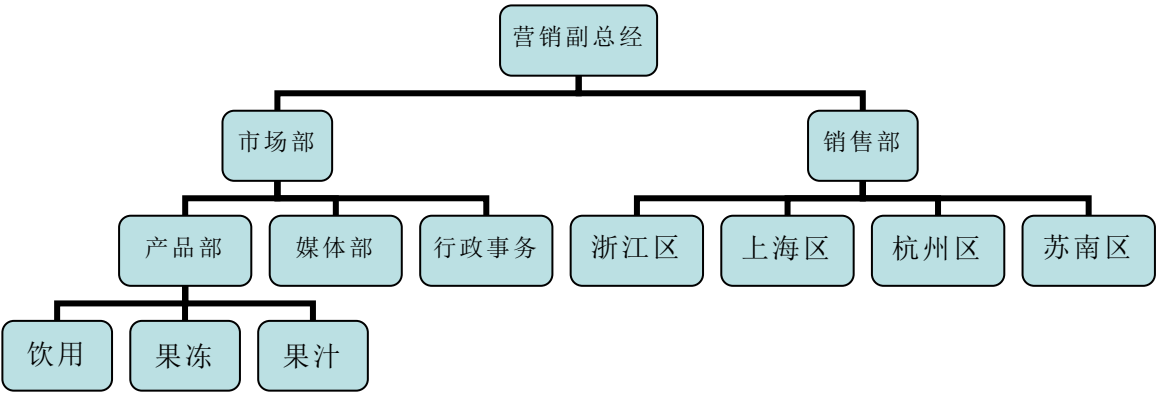 营销副总经
市场部
销售部
产品部
媒体部
行政事务
浙江区
上海区
杭州区
苏南区
饮用
果冻
果汁